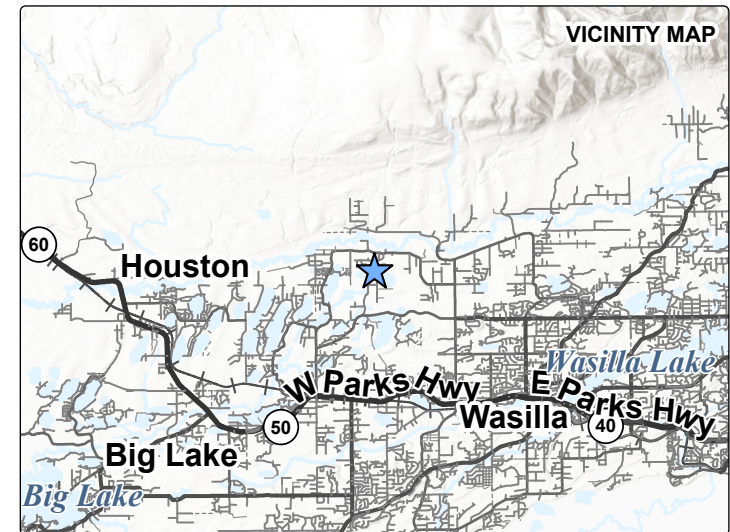 VICINITY MAP
60
Houston
Wasilla Lake
W Parks Hwy
E Parks Hwy
Wasilla
50
40
Big Lake
Big Lake